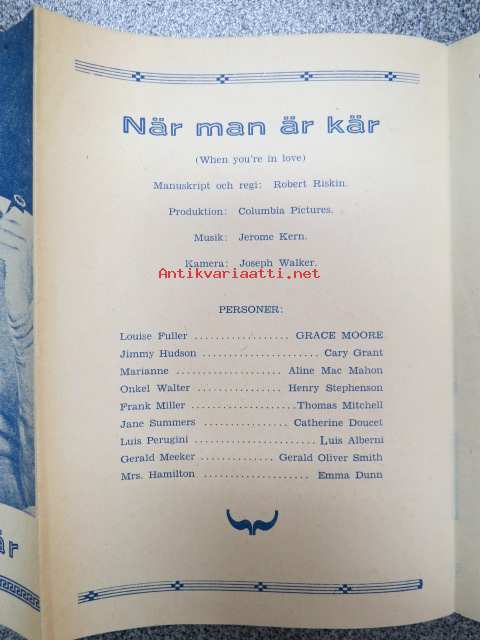 När man är kär
(When you're in love)
Manuskript och regi: Robert Riskin.
Produktion: Columbia Pictures.
Musik: Jerome Kern.
Kamera: Joseph Walker.
Antikvariaatti.net
PERSONER:
Louise Fuller .................. GRACE MOORE
Jimmy Hudson ...................... Cary Grant
Marianne .................... Aline Mac Mahon
Onkel Walter ................ Henry Stephenson
Frank Miller .....................Thomas Mitchell
Jane Summers ................. Catherine Doucet
Luis Perugini ....................... Luis Alberni
Gerald Meeker .............. Gerald Oliver Smith
Mrs. Hamilton .................... Emma Dunn
är